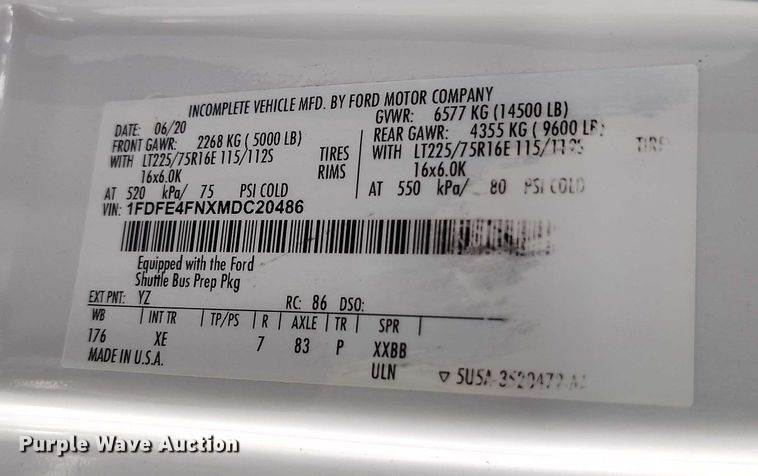 INCOMPLETE VEHICLE MFD. BY FORD MOTOR COMPANY
DATE: 06/20 GVWR: 6577 KG (14500 LB)
FRONT GAWR: 2268 KG ( 5000 LB) REAR GAWR: 4355 KG ( 9600 LB)
WITH LT225/75R16E 115/112S TIRES WITH LT225/75R16E 115/112S TIRES
16x6.0K RIMS 16x6.0K
AT 520 kPa/ 75 PSI COLD AT 550 kPa/ 80 PSI COLD
VIN: 1FDFE4FNXMDC20486
Equipped with the Ford
Shuttle Bus Prep Pkg
EXT PNT: YZ RC: 86 DSO:
WB | INT TR | TP/PS | R | AXLE | TR | SPR |
176 XE 7 83 P XXBB
MADE IN U.S.A. ULN
Purple Wave Auction